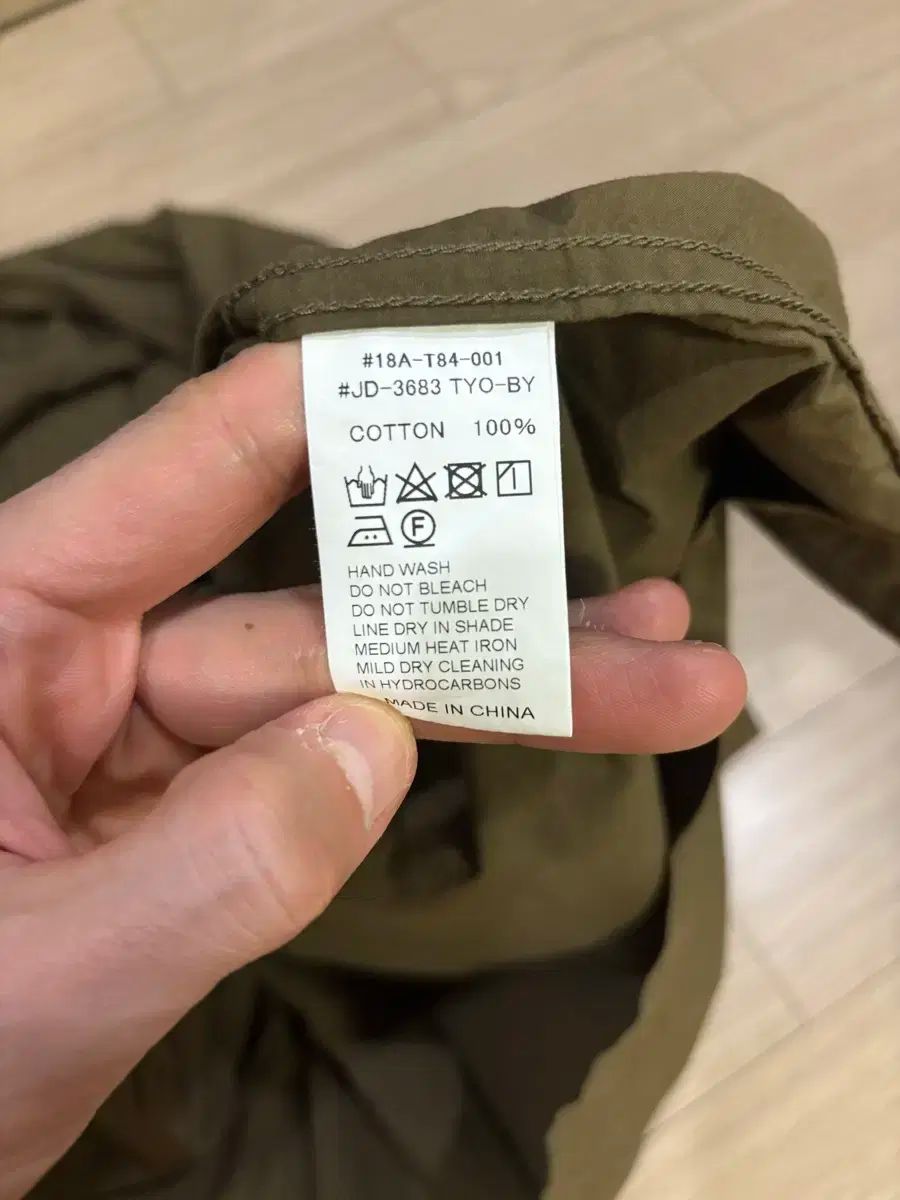 #18A-T84-001
#JD-3683 TYO-BY
COTTON 100%
F
HAND WASH
DO NOT BLEACH
DO NOT TUMBLE DRY
LINE DRY IN SHADE
MEDIUM HEAT IRON
MILD DRY CLEANING
IN HYDROCARBONS
MADE IN CHINA